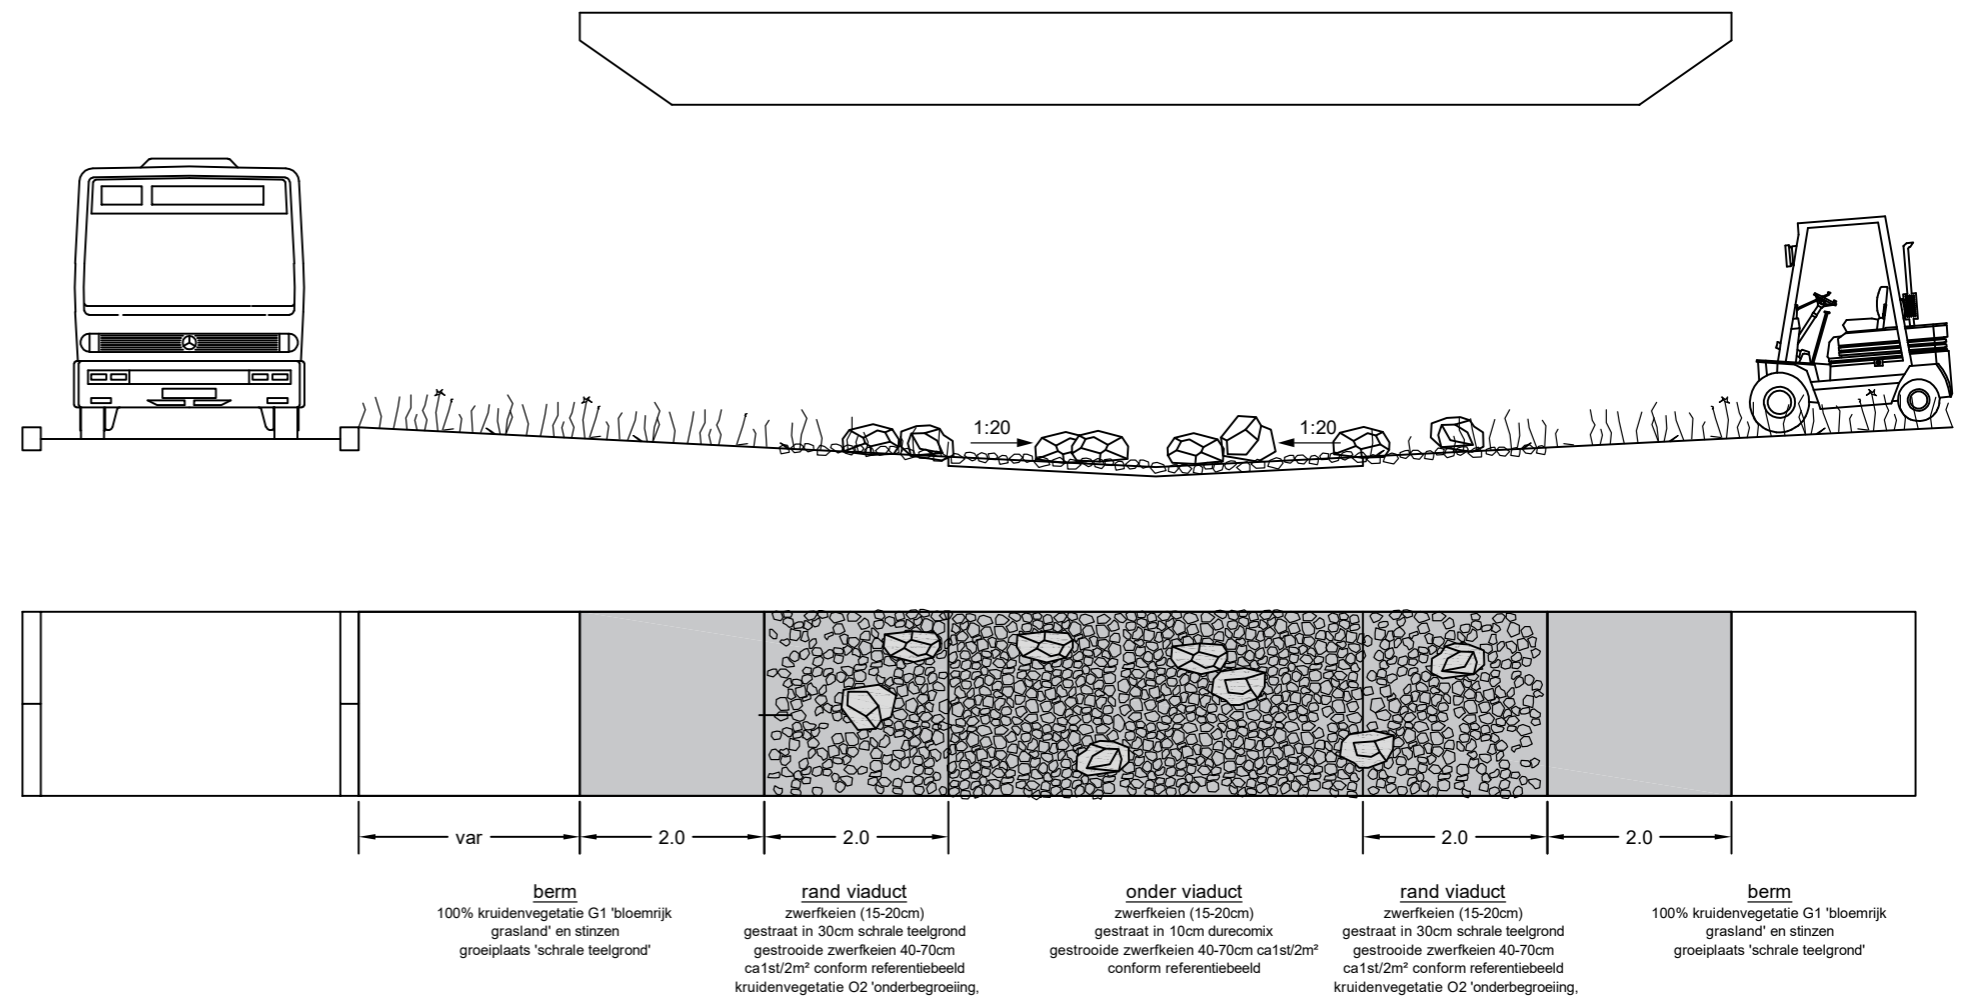 1:20
1:20
var
2.0
2.0
2.0
2.0
berm
100% kruidenvegetatie G1 'bloemrijk
grasland' en stinzen
groeiplaats 'schrale teelgrond'
rand viaduct
zwerfkeien (15-20cm)
gestraat in 30cm schrale teelgrond
gestrooide zwerfkeien 40-70cm
ca1st/2m² conform referentiebeeld
kruidenvegetatie O2 'onderbegroeiing,
onder viaduct
zwerfkeien (15-20cm)
gestraat in 10cm durecomix
gestrooide zwerfkeien 40-70cm ca1st/2m²
conform referentiebeeld
rand viaduct
zwerfkeien (15-20cm)
gestraat in 30cm schrale teelgrond
gestrooide zwerfkeien 40-70cm
ca1st/2m² conform referentiebeeld
kruidenvegetatie O2 'onderbegroeiing,
berm
100% kruidenvegetatie G1 'bloemrijk
grasland' en stinzen
groeiplaats 'schrale teelgrond'